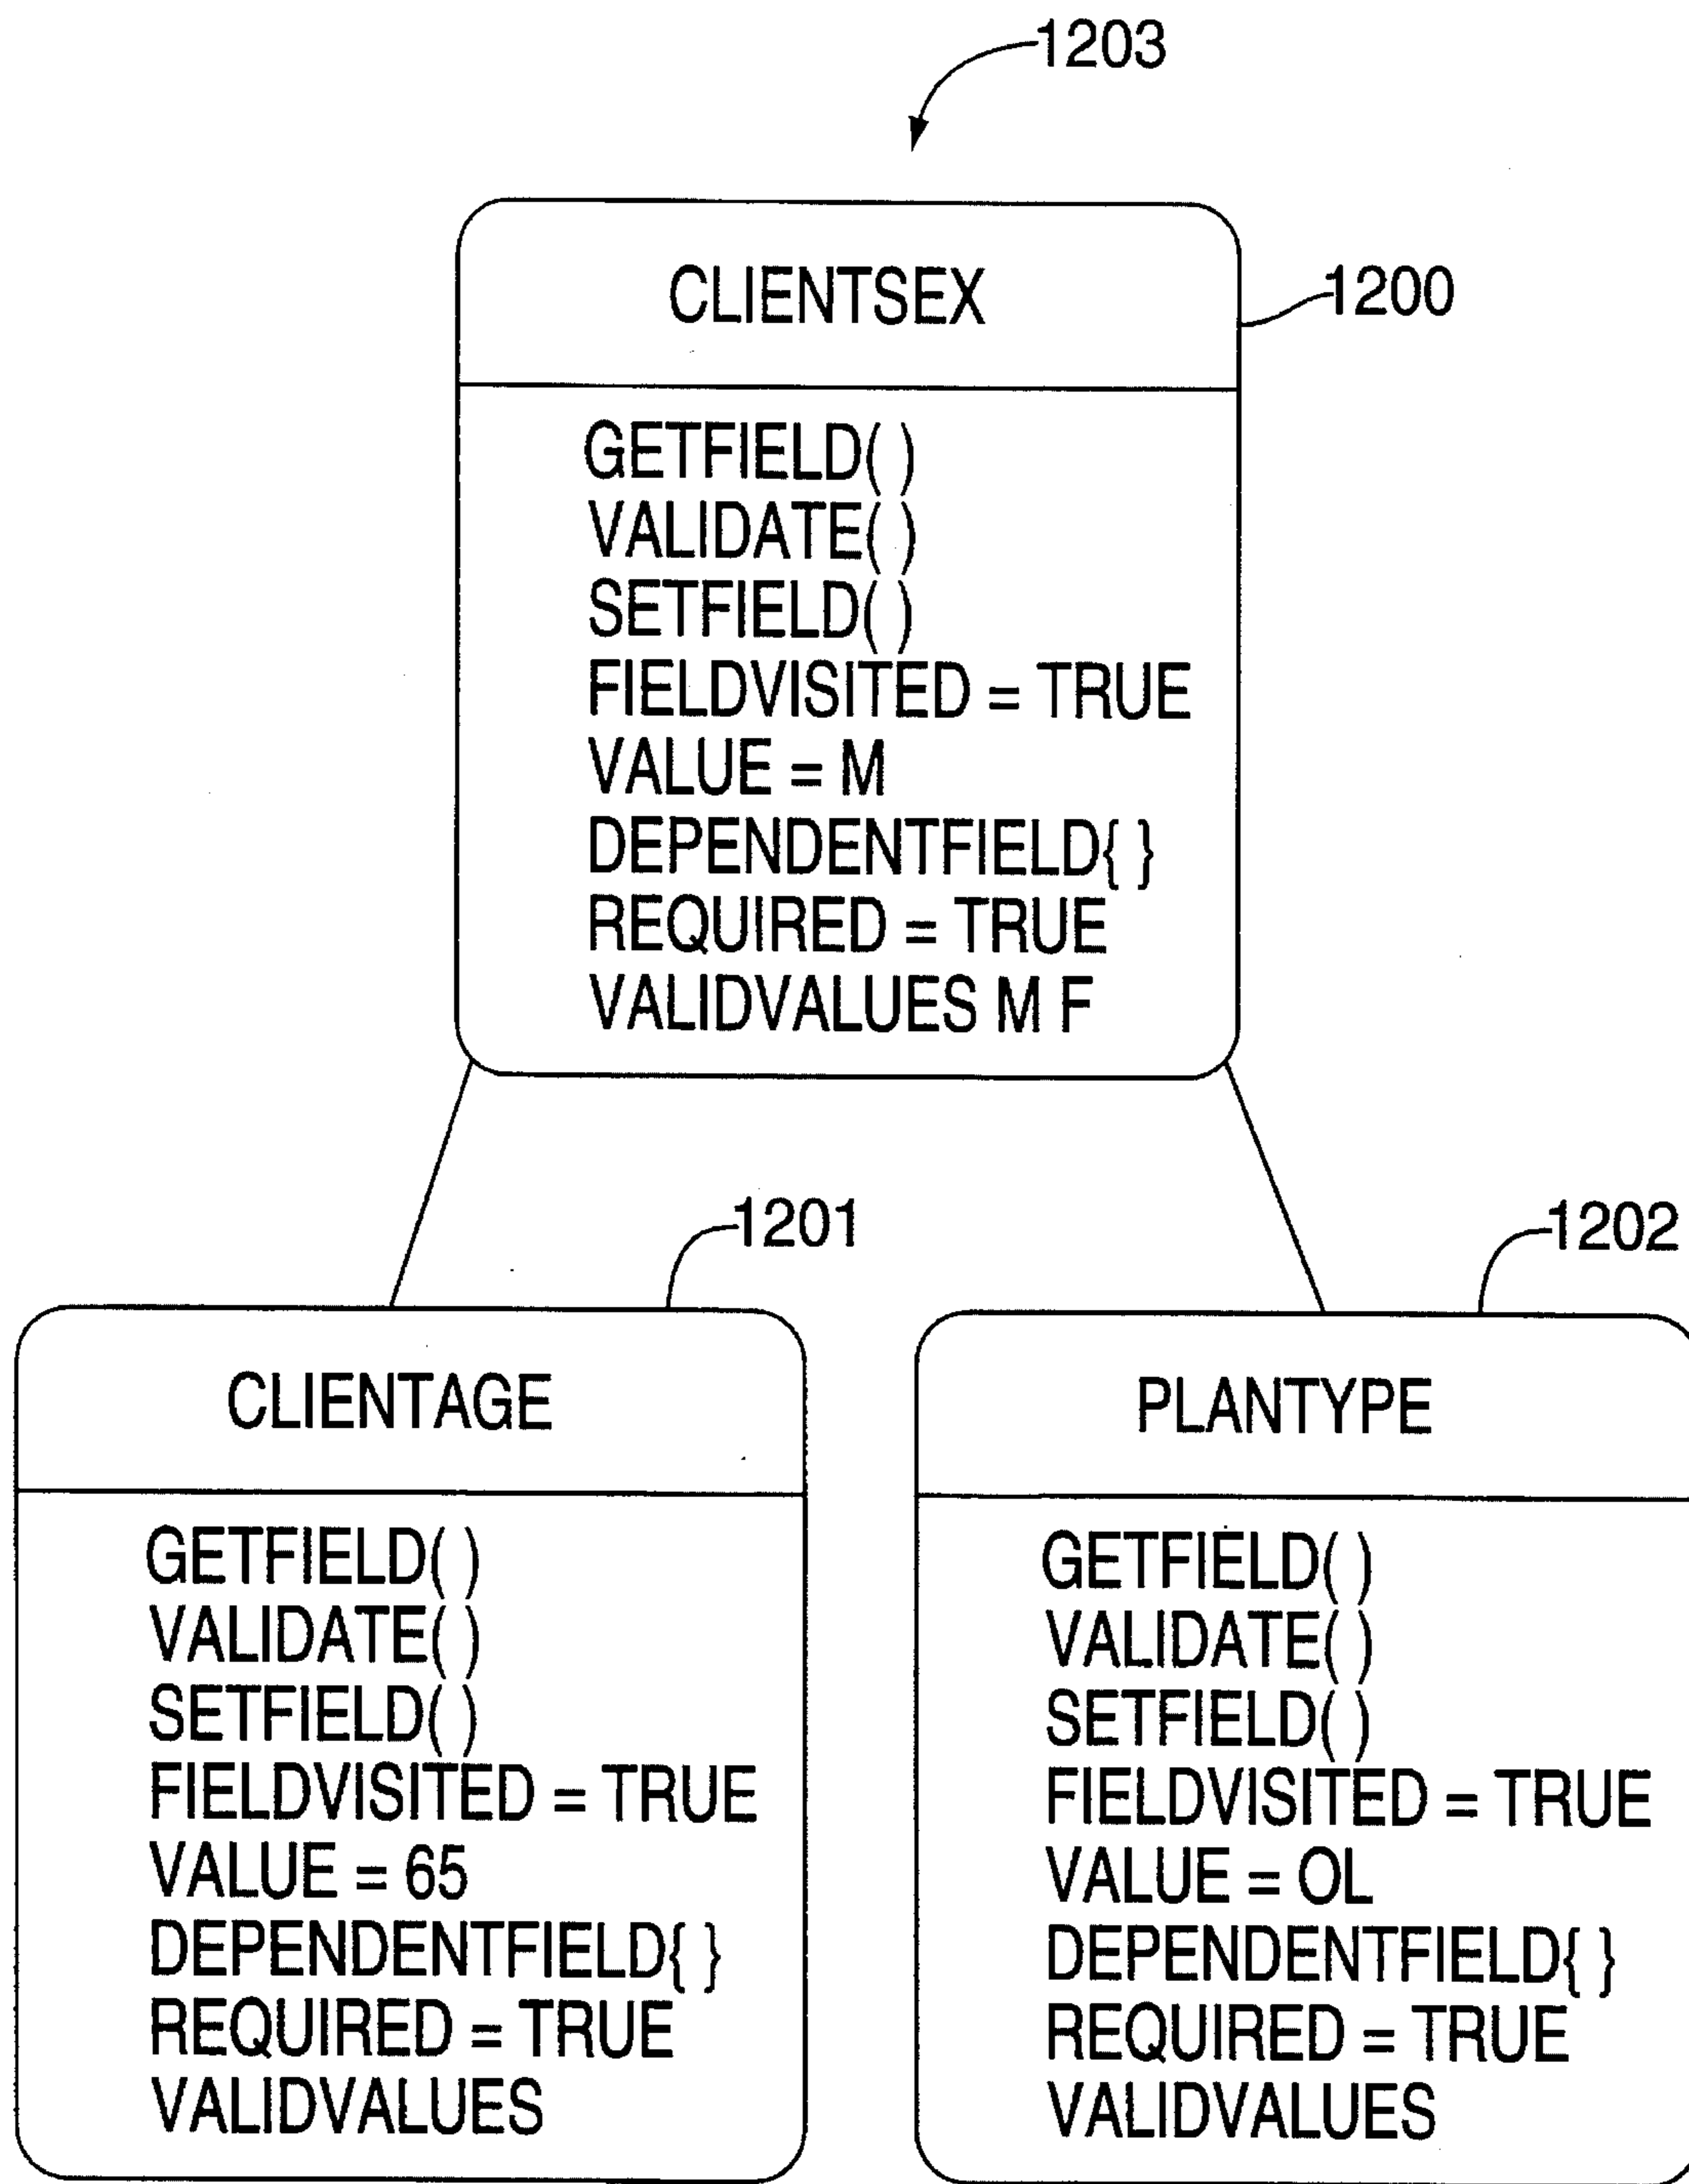 1203
CLIENTSEX
1200
GETFIELD( )
VALIDATE( )
SETFIELD( )
FIELDVISITED = TRUE
VALUE = M
DEPENDENTFIELD{ }
REQUIRED = TRUE
VALIDVALUES M F
1201
CLIENTAGE
GETFIELD( )
VALIDATE( )
SETFIELD( )
FIELDVISITED = TRUE
VALUE = 65
DEPENDENTFIELD{ }
REQUIRED = TRUE
VALIDVALUES
1202
PLANTYPE
GETFIELD( )
VALIDATE( )
SETFIELD( )
FIELDVISITED = TRUE
VALUE = OL
DEPENDENTFIELD{ }
REQUIRED = TRUE
VALIDVALUES